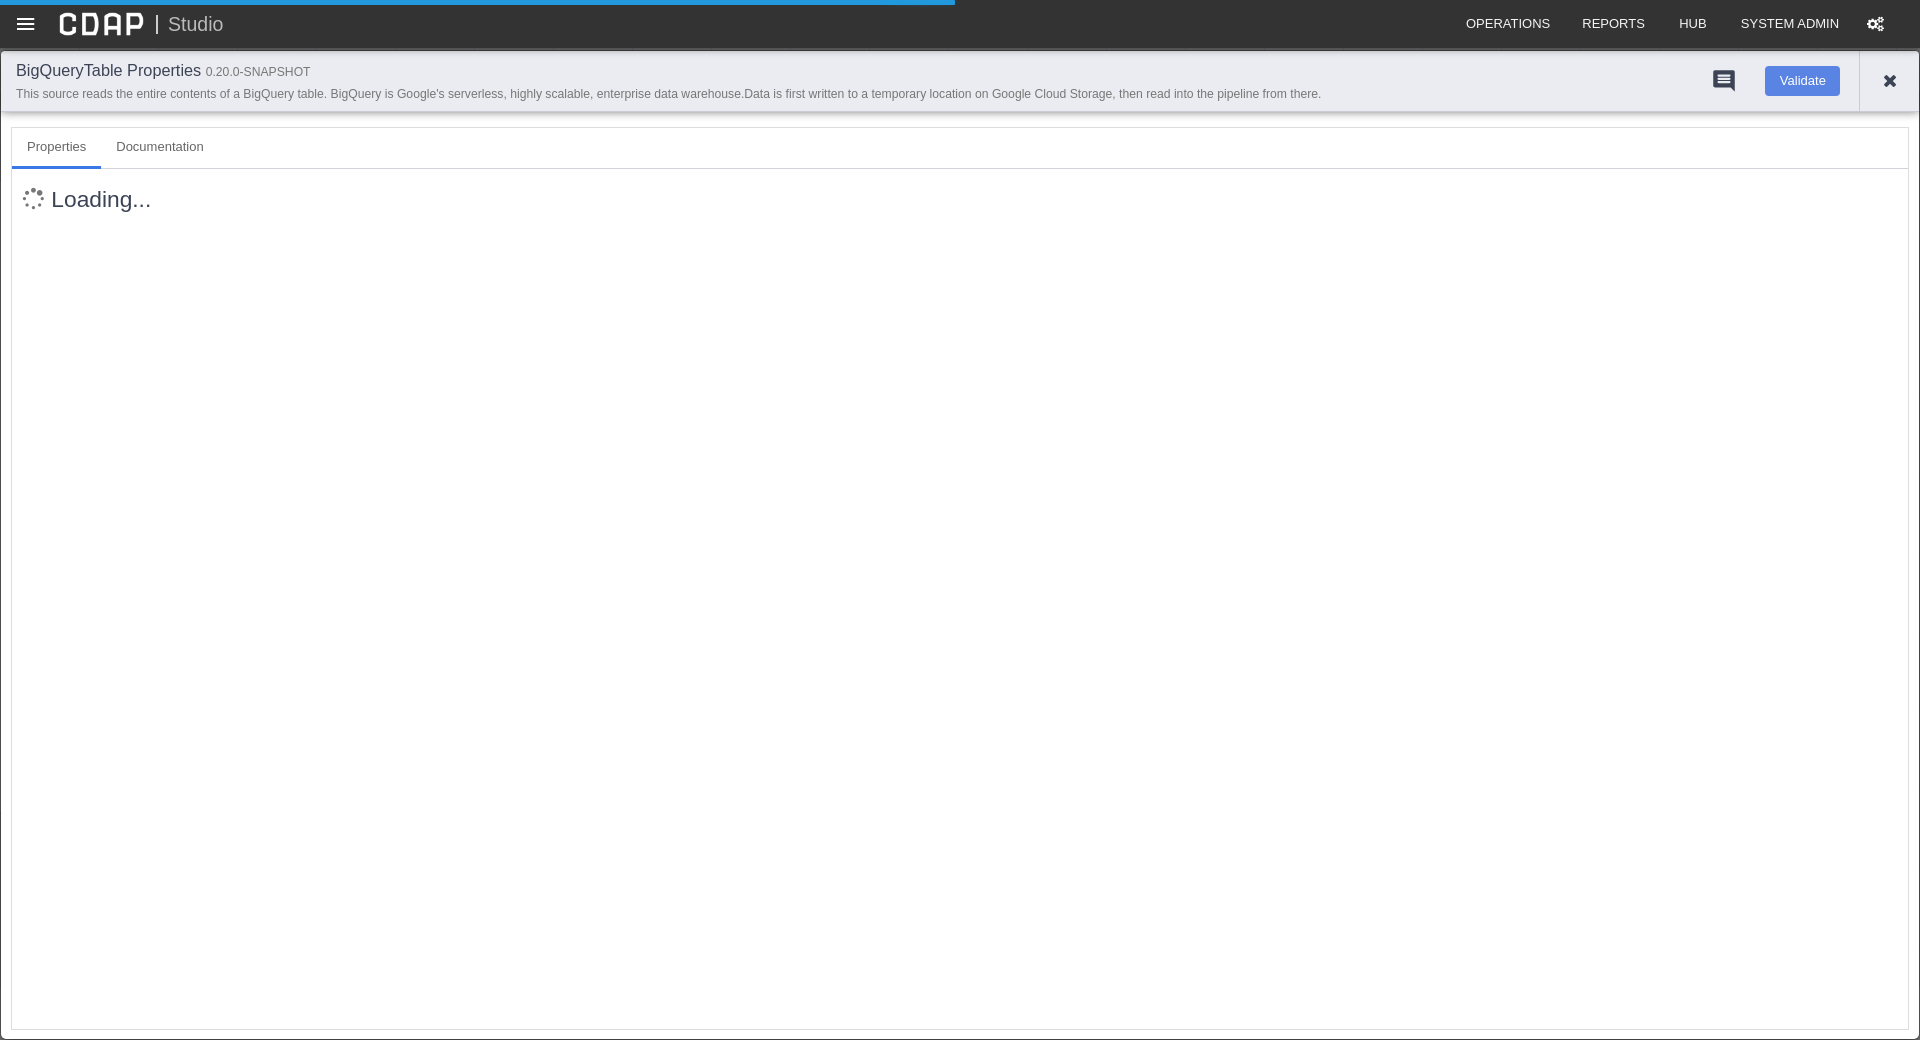 CDAP | Studio
OPERATIONS
REPORTS
HUB
SYSTEM ADMIN
BigQueryTable Properties 0.20.0-SNAPSHOT
This source reads the entire contents of a BigQuery table. BigQuery is Google's serverless, highly scalable, enterprise data warehouse.Data is first written to a temporary location on Google Cloud Storage, then read into the pipeline from there.
Validate
Properties
Documentation
Loading...